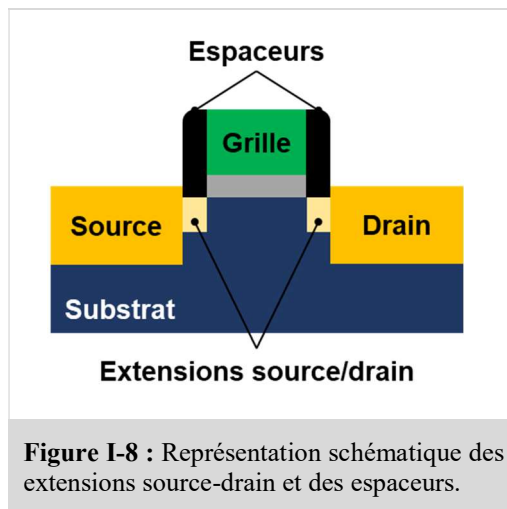 Espaceurs
Grille
Source
Drain
Substrat
Extensions source/drain
Figure I-8 : Représentation schématique des
extensions source-drain et des espaceurs.